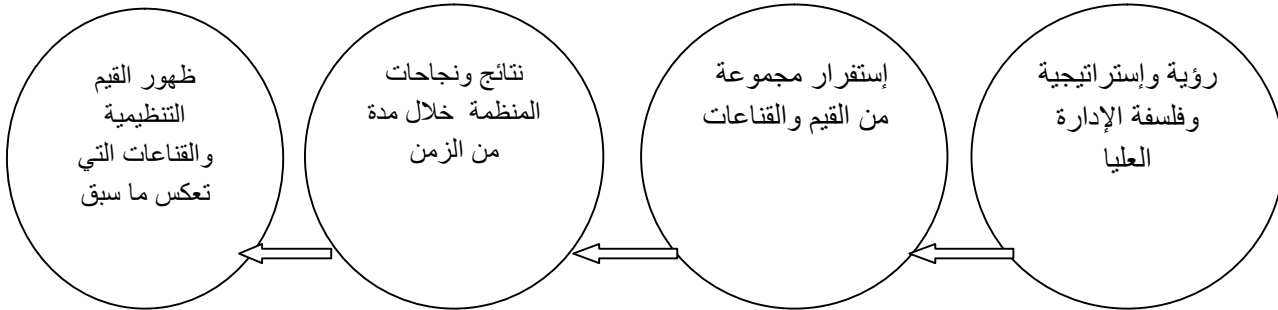 رؤية وإستراتيجية
وفلسفة الإدارة
العليا
إستفرار مجموعة
من القيم والقناعات
نتائج ونجاحات
المنظمة خلال مدة
من الزمن
ظهور القيم
التنظيمية
والقناعات التي
تعكس ما سبق